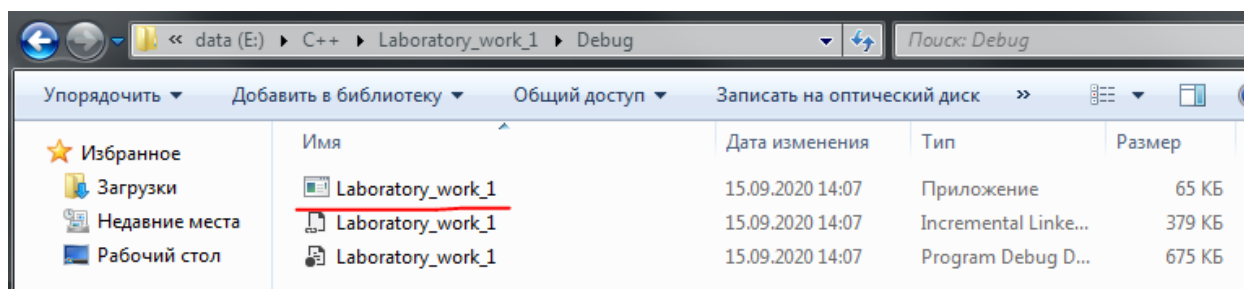 « data (E:) ▸ C++ ▸ Laboratory_work_1 ▸ Debug Поиск: Debug
Упорядочить ▾ Добавить в библиотеку ▾ Общий доступ ▾ Записать на оптический диск »
Имя Дата изменения Тип Размер
Избранное
Загрузки Laboratory_work_1 15.09.2020 14:07 Приложение 65 КБ
Недавние места Laboratory_work_1 15.09.2020 14:07 Incremental Linke... 379 КБ
Рабочий стол Laboratory_work_1 15.09.2020 14:07 Program Debug D... 675 КБ